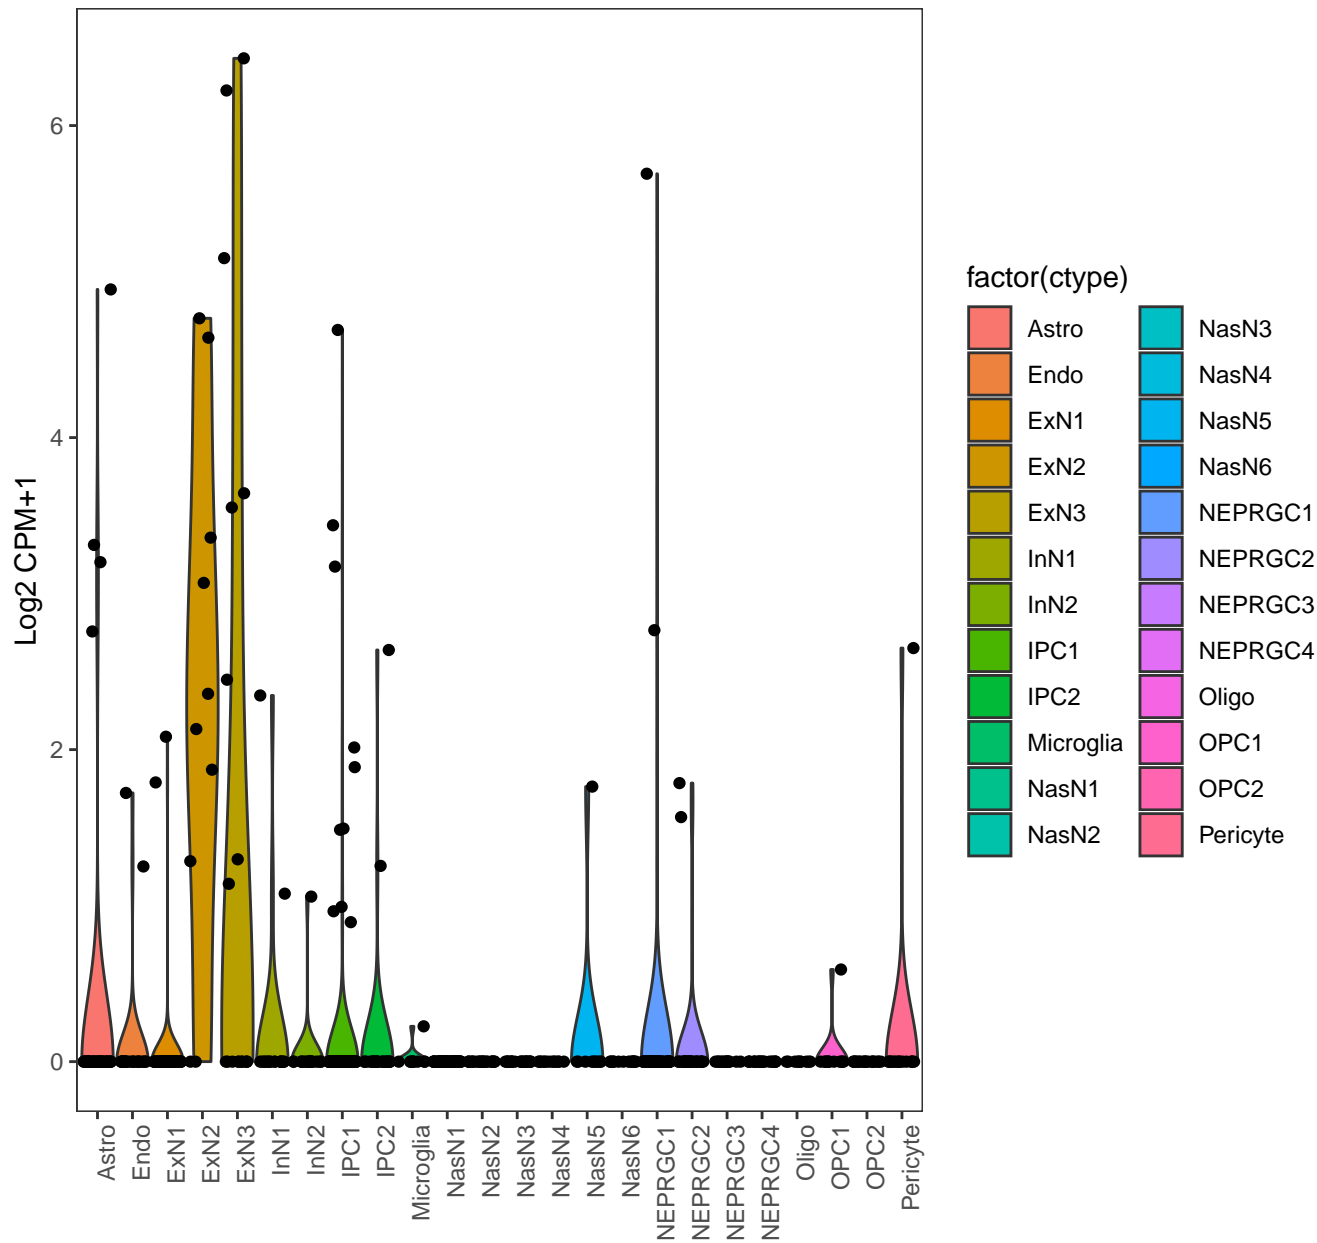 Log2 CPM+1
6
4
2
0
Astro
Endo
ExN1
ExN2
ExN3
InN1
InN2
IPC1
IPC2
Microglia
NasN1
NasN2
NasN3
NasN4
NasN5
NasN6
NEPRGC1
NEPRGC2
NEPRGC3
NEPRGC4
Oligo
OPC1
OPC2
Pericyte
factor(ctype)
Astro
Endo
ExN1
ExN2
ExN3
InN1
InN2
IPC1
IPC2
Microglia
NasN1
NasN2
NasN3
NasN4
NasN5
NasN6
NEPRGC1
NEPRGC2
NEPRGC3
NEPRGC4
Oligo
OPC1
OPC2
Pericyte